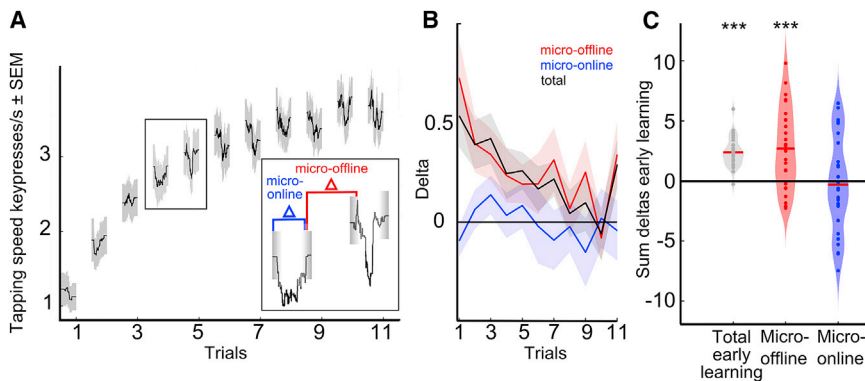 A
Tapping speed keypresses/s ± SEM
3
2
1
1
3
5
7
9
11
Trials
micro-offline
micro-
online
Δ
Δ
B
micro-offline
micro-online
total
Delta
0.5
0
1
3
5
7
9
11
Trials
C
***
***
Sum deltas early learning
10
5
0
-5
-10
Total
early
learning
Micro-
offline
Micro-
online